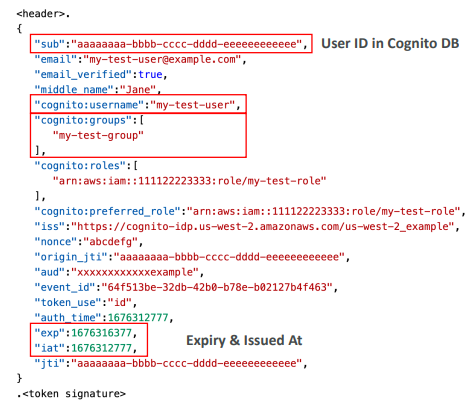 <header>.
{
"sub":"aaaaaaaa-bbbb-cccc-dddd-eeeeeeeeeeee", User ID in Cognito DB
"email":"my-test-user@example.com",
"email_verified":true,
"middle_name":"Jane",
"cognito:username":"my-test-user",
"cognito:groups":[
"my-test-group"
],
"cognito:roles":[
"arn:aws:iam::111122223333:role/my-test-role"
],
"cognito:preferred_role":"arn:aws:iam::111122223333:role/my-test-role",
"iss":"https://cognito-idp.us-west-2.amazonaws.com/us-west-2_example",
"nonce":"abcdefg",
"origin_jti":"aaaaaaaa-bbbb-cccc-dddd-eeeeeeeeeeee",
"aud":"xxxxxxxxxxxxexample",
"event_id":"64f513be-32db-42b0-b78e-b02127b4f463",
"token_use":"id",
"auth_time":1676312777,
"exp":1676316377, Expiry & Issued At
"iat":1676312777,
"jti":"aaaaaaaa-bbbb-cccc-dddd-eeeeeeeeeeee",
}
.<token signature>